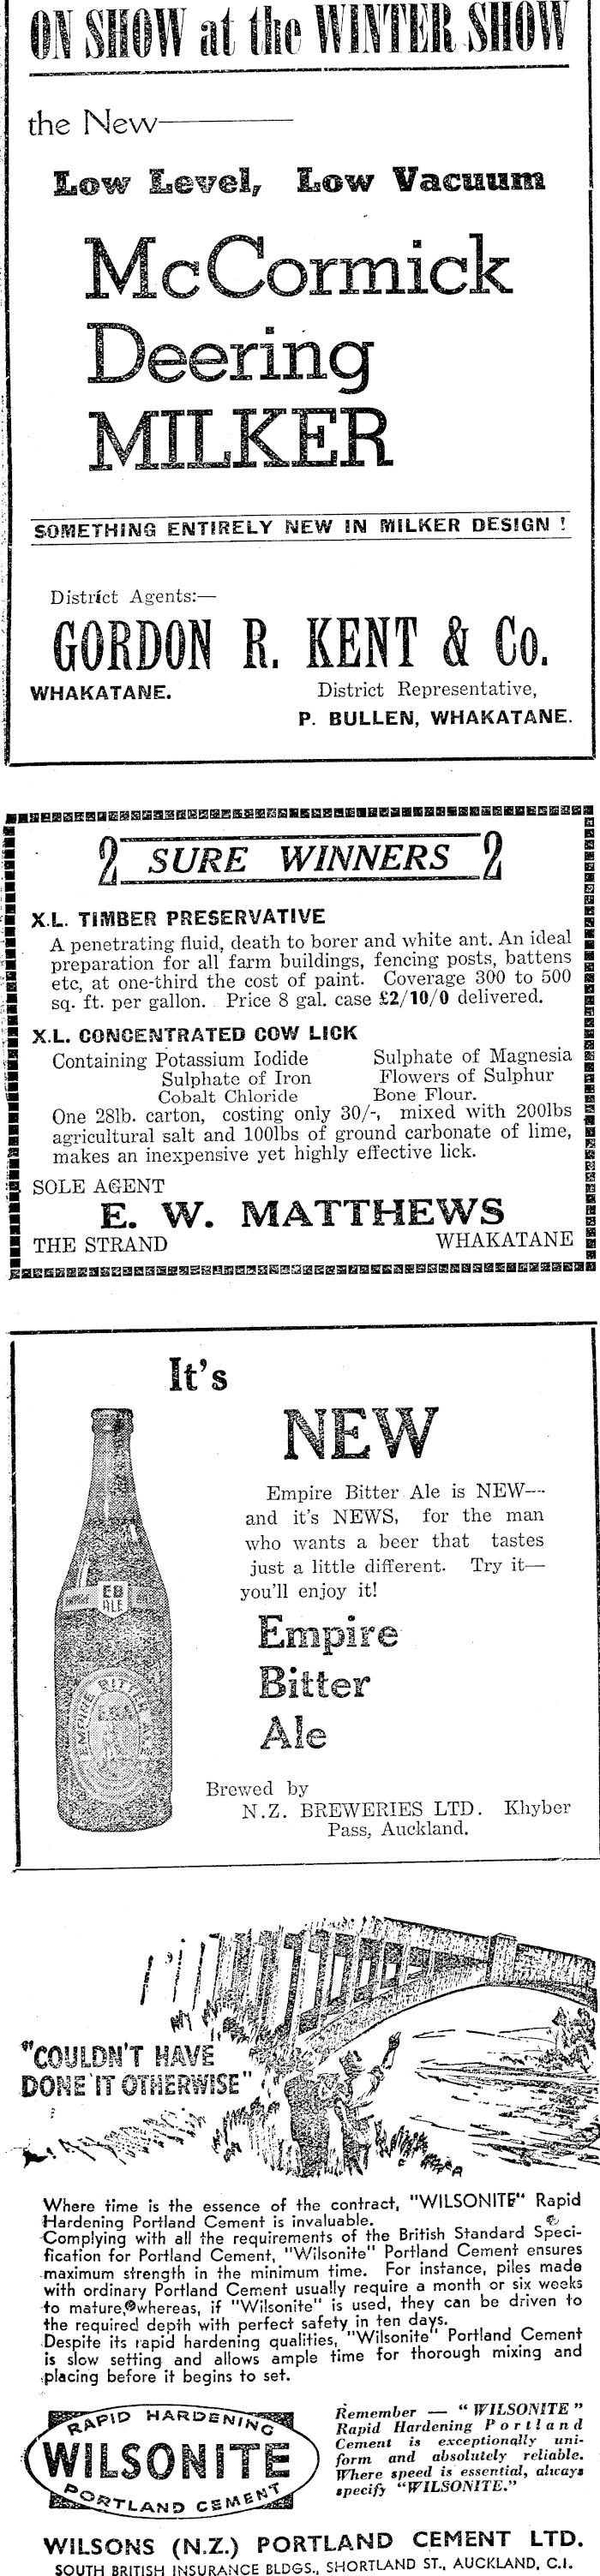 ON SHOW at the WINTER SHOW
the New—
Low Level, Low Vacuum
McCormick
Deering
MILKER
SOMETHING ENTIRELY NEW IN MILKER DESIGN !
District Agents:—
GORDON R. KENT & Co.
WHAKATANE. District Representative,
P. BULLEN, WHAKATANE.
2 SURE WINNERS 2
X.L. TIMBER PRESERVATIVE
A penetrating fluid, death to borer and white ant. An ideal
preparation for all farm buildings, fencing posts, battens
etc, at one-third the cost of paint. Coverage 300 to 500
sq. ft. per gallon. Price 8 gal. case £2/10/0 delivered.
X.L. CONCENTRATED COW LICK
Containing Potassium Iodide Sulphate of Magnesia
Sulphate of Iron Flowers of Sulphur
Cobalt Chloride Bone Flour.
One 28lb. carton, costing only 30/-, mixed with 200lbs
agricultural salt and 100lbs of ground carbonate of lime,
makes an inexpensive yet highly effective lick.
SOLE AGENT
E. W. MATTHEWS
THE STRAND WHAKATANE
It's
NEW
Empire Bitter Ale is NEW—
and it's NEWS, for the man
who wants a beer that tastes
just a little different. Try it—
you'll enjoy it!
EB
ALE
EMPIRE BITTER ALE
Empire
Bitter
Ale
Brewed by
N.Z. BREWERIES LTD. Khyber
Pass, Auckland.
"COULDN'T HAVE
DONE IT OTHERWISE"
Where time is the essence of the contract, "WILSONITE" Rapid
Hardening Portland Cement is invaluable.
Complying with all the requirements of the British Standard Speci-
fication for Portland Cement, "Wilsonite" Portland Cement ensures
maximum strength in the minimum time. For instance, piles made
with ordinary Portland Cement usually require a month or six weeks
to mature, whereas, if "Wilsonite" is used, they can be driven to
the required depth with perfect safety in ten days.
Despite its rapid hardening qualities, "Wilsonite" Portland Cement
is slow setting and allows ample time for thorough mixing and
placing before it begins to set.
RAPID HARDENING
WILSONITE
PORTLAND CEMENT
Remember — "WILSONITE"
Rapid Hardening Portland
Cement is exceptionally uni-
form and absolutely reliable.
Where speed is essential, always
specify "WILSONITE."
WILSONS (N.Z.) PORTLAND CEMENT LTD.
SOUTH BRITISH INSURANCE BLDGS., SHORTLAND ST., AUCKLAND, C.I.